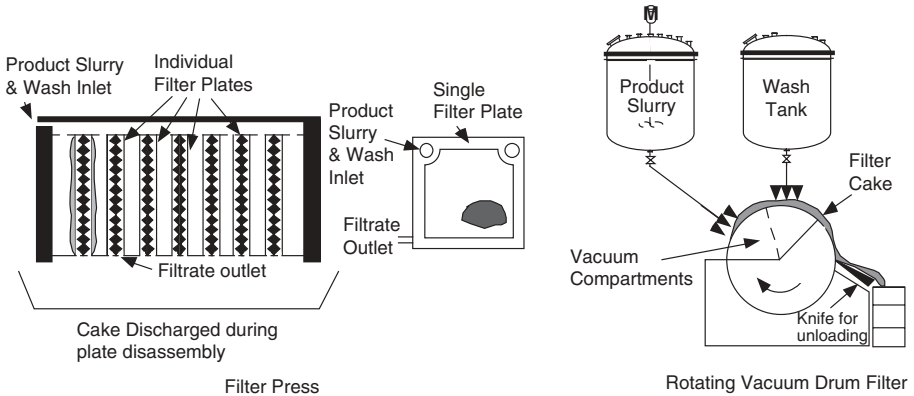 Product Slurry
& Wash Inlet
Individual
Filter Plates
Filtrate outlet
Cake Discharged during
plate disassembly
Product
Slurry
& Wash
Inlet
Single
Filter Plate
Filtrate
Outlet
Filter Press
M
Product
Slurry
Wash
Tank
Filter
Cake
Vacuum
Compartments
Knife for
unloading
Rotating Vacuum Drum Filter